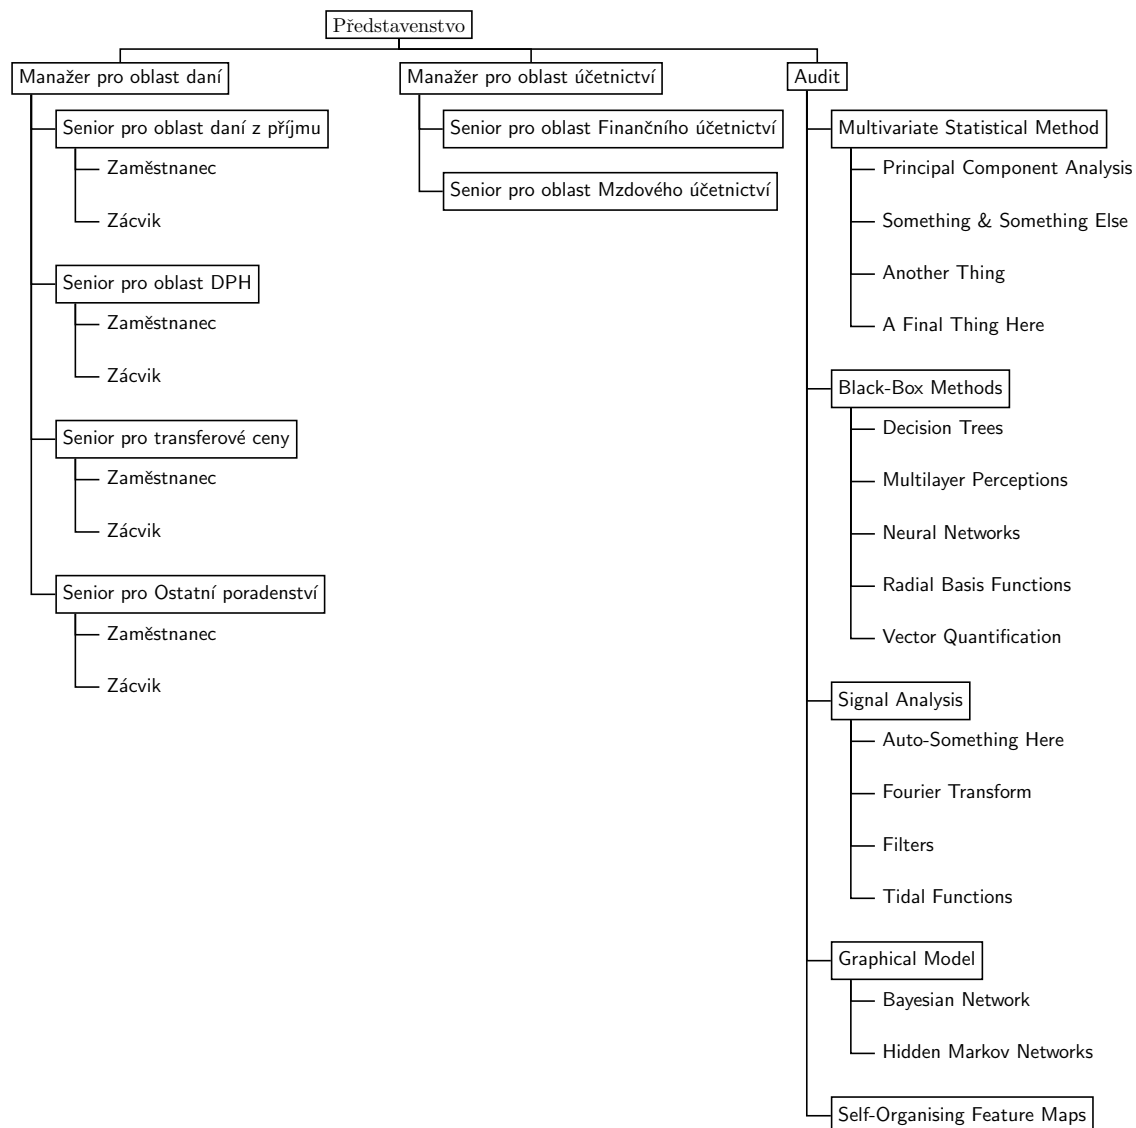 Představenstvo
Manažer pro oblast daní
Senior pro oblast daní z příjmu
Zaměstnanec
Zácvik
Senior pro oblast DPH
Zaměstnanec
Zácvik
Senior pro transferové ceny
Zaměstnanec
Zácvik
Senior pro Ostatní poradenství
Zaměstnanec
Zácvik
Manažer pro oblast účetnictví
Senior pro oblast Finančního účetnictví
Senior pro oblast Mzdového účetnictví
Audit
Multivariate Statistical Method
Principal Component Analysis
Something & Something Else
Another Thing
A Final Thing Here
Black-Box Methods
Decision Trees
Multilayer Perceptions
Neural Networks
Radial Basis Functions
Vector Quantification
Signal Analysis
Auto-Something Here
Fourier Transform
Filters
Tidal Functions
Graphical Model
Bayesian Network
Hidden Markov Networks
Self-Organising Feature Maps